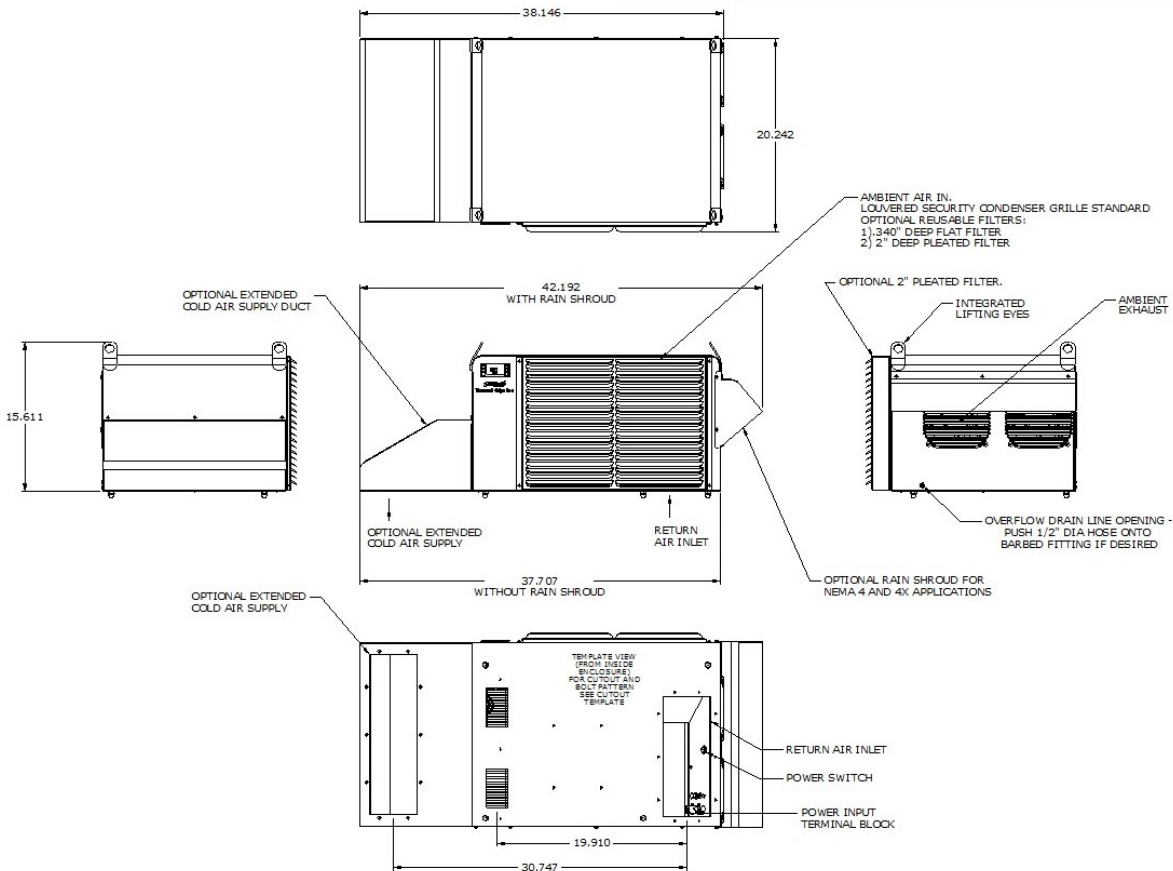 38.146
20.242
AMBIENT AIR IN.
LOUVERED SECURITY CONDENSER GRILLE STANDARD
OPTIONAL REUSABLE FILTERS:
1).340" DEEP FLAT FILTER
2) 2" DEEP PLEATED FILTER
42.192
WITH RAIN SHROUD
OPTIONAL EXTENDED
COLD AIR SUPPLY DUCT
OPTIONAL 2" PLEATED FILTER.
INTEGRATED
LIFTING EYES
AMBIENT
EXHAUST
15.611
OPTIONAL EXTENDED
COLD AIR SUPPLY
RETURN
AIR INLET
OVERFLOW DRAIN LINE OPENING -
PUSH 1/2" DIA HOSE ONTO
BARBED FITTING IF DESIRED
37.707
WITHOUT RAIN SHROUD
OPTIONAL RAIN SHROUD FOR
NEMA 4 AND 4X APPLICATIONS
OPTIONAL EXTENDED
COLD AIR SUPPLY
TEMPLATE VIEW
(FROM INSIDE
ENCLOSURE)
FOR CUTOUT AND
BOLT PATTERN
SEE CUTOUT
TEMPLATE
RETURN AIR INLET
POWER SWITCH
POWER INPUT
TERMINAL BLOCK
19.910
30.747